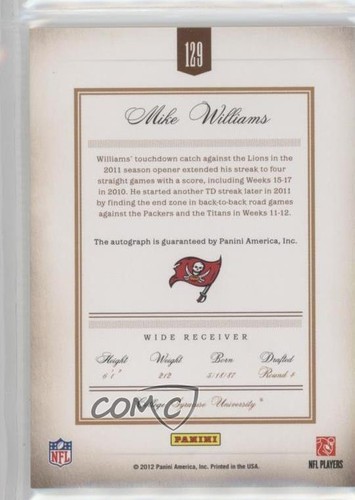 129
Mike Williams
Williams' touchdown catch against the Lions in the
2011 season opener extended his streak to four
straight games with a score, including Weeks 15-17
in 2010. He started another TD streak later in 2011
by finding the end zone in back-to-back road games
against the Packers and the Titans in Weeks 11-12.
The autograph is guaranteed by Panini America, Inc.
WIDE RECEIVER
Height Weight Born Drafted
6'1" 212 5/18/87 Round 4
College Syracuse University
COMC
NFL PANINI NFL PLAYERS
© 2012 Panini America, Inc. Printed in the USA.